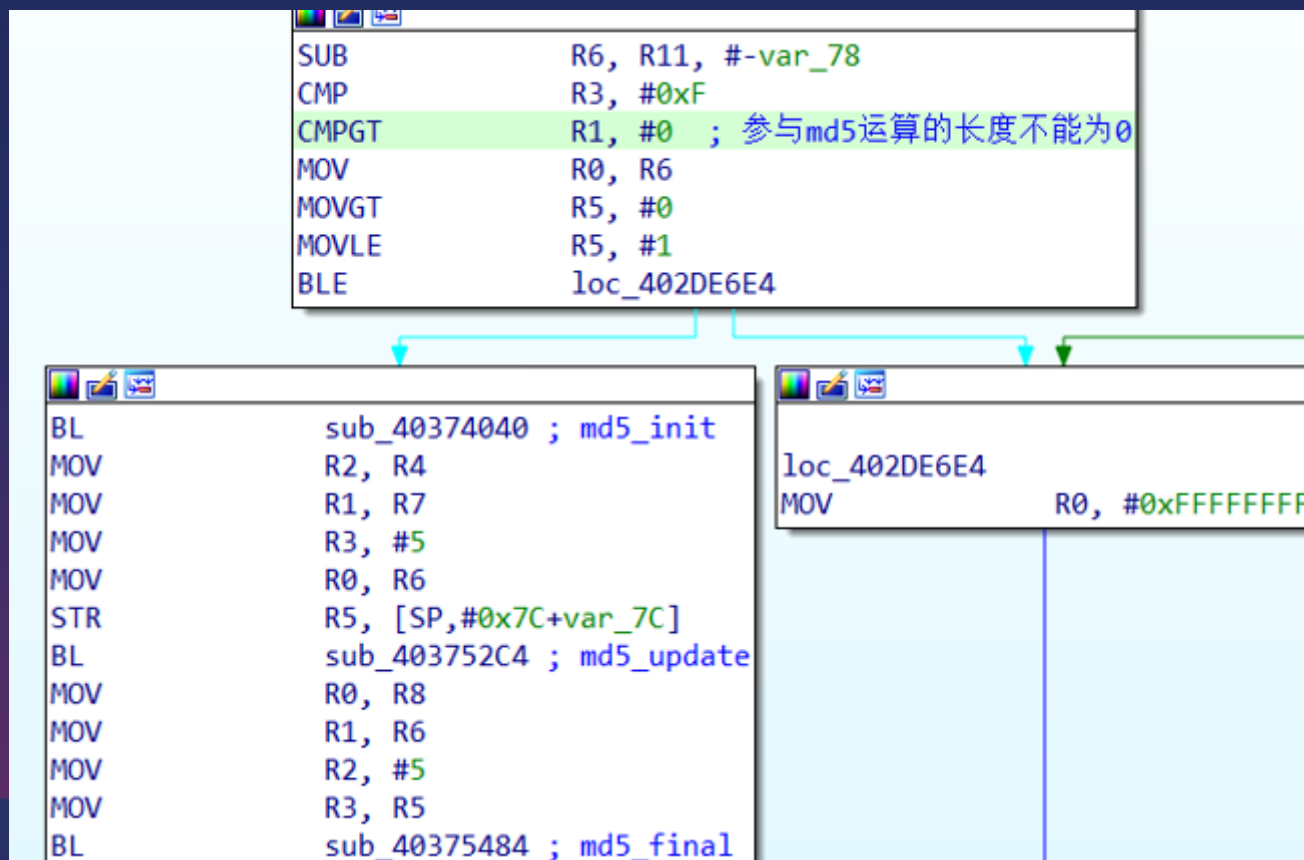 SUB R6, R11, #-var_78
CMP R3, #0xF
CMPGT R1, #0 ; 参与md5运算的长度不能为0
MOV R0, R6
MOVGT R5, #0
MOVLE R5, #1
BLE loc_402DE6E4
BL sub_40374040 ; md5_init
MOV R2, R4
MOV R1, R7
MOV R3, #5
MOV R0, R6
STR R5, [SP,#0x7C+var_7C]
BL sub_403752C4 ; md5_update
MOV R0, R8
MOV R1, R6
MOV R2, #5
MOV R3, R5
BL sub_40375484 ; md5_final
loc_402DE6E4
MOV R0, #0xFFFFFFFF